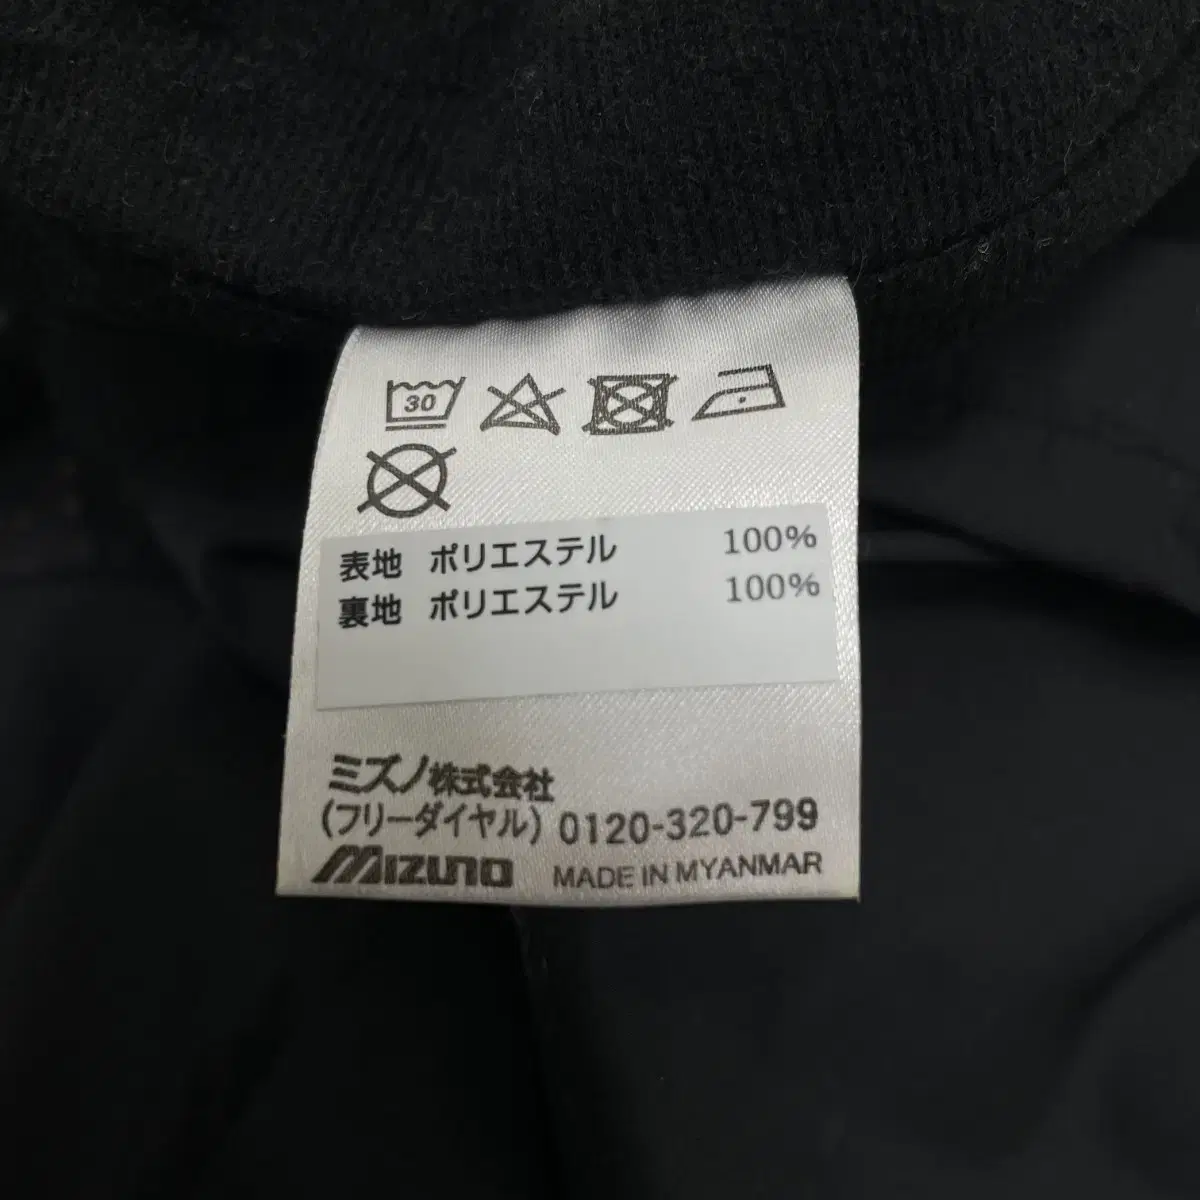 30
表地 ポリエステル 100%
裏地 ポリエステル 100%
ミズノ株式会社
(フリーダイヤル) 0120-320-799
MIZUNO MADE IN MYANMAR